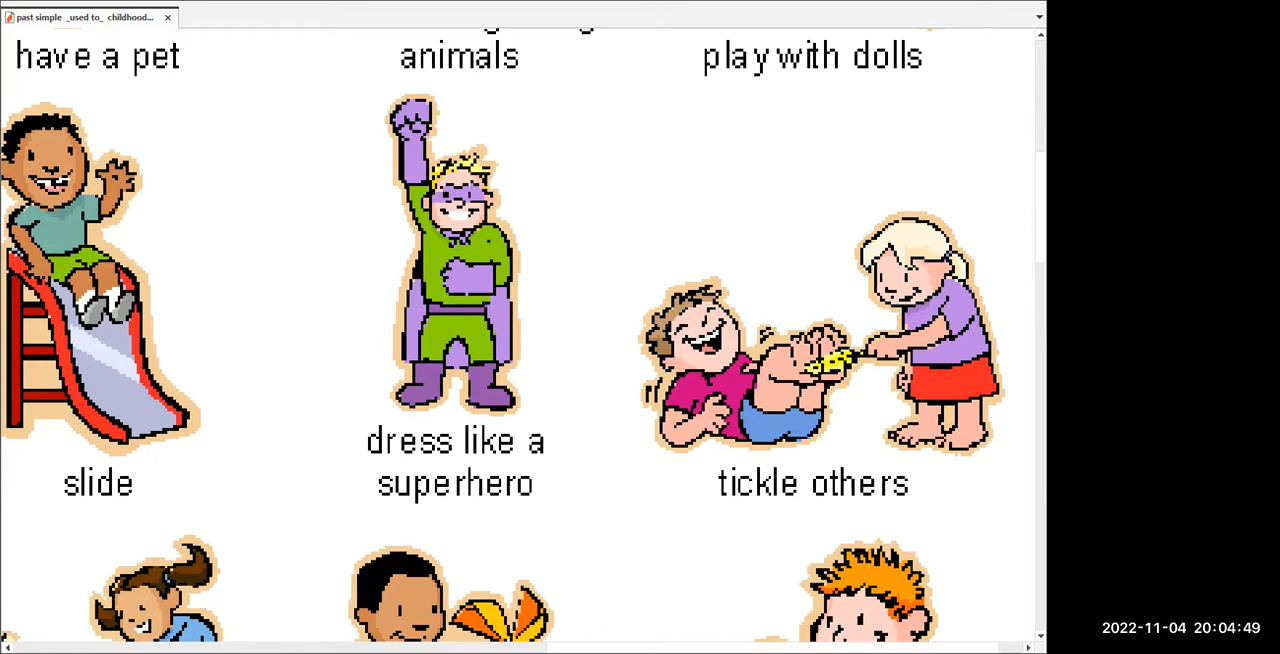 past simple _used to_ childhood...
have a pet
animals
play with dolls
slide
dress like a
superhero
tickle others
2022-11-04 20:04:49